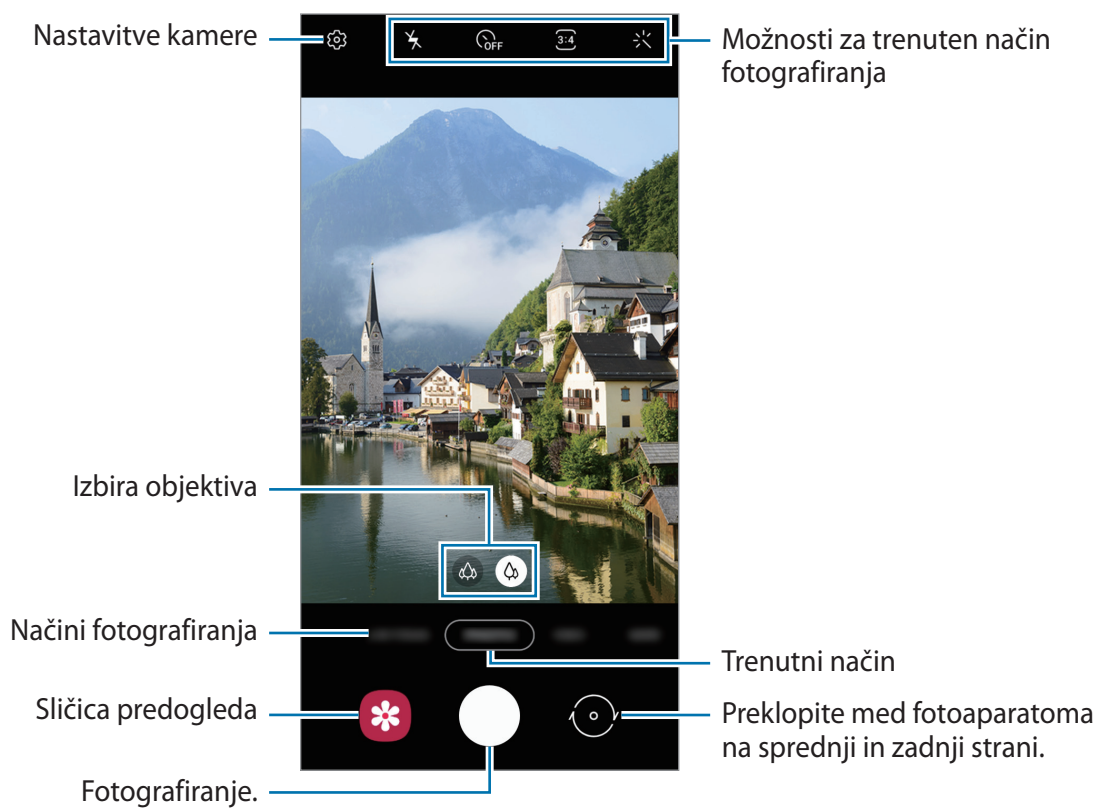 Nastavitve kamere
OFF
3:4
Možnosti za trenuten način
fotografiranja
Izbira objektiva
Načini fotografiranja
Trenutni način
Sličica predogleda
Preklopite med fotoaparatoma
na sprednji in zadnji strani.
Fotografiranje.